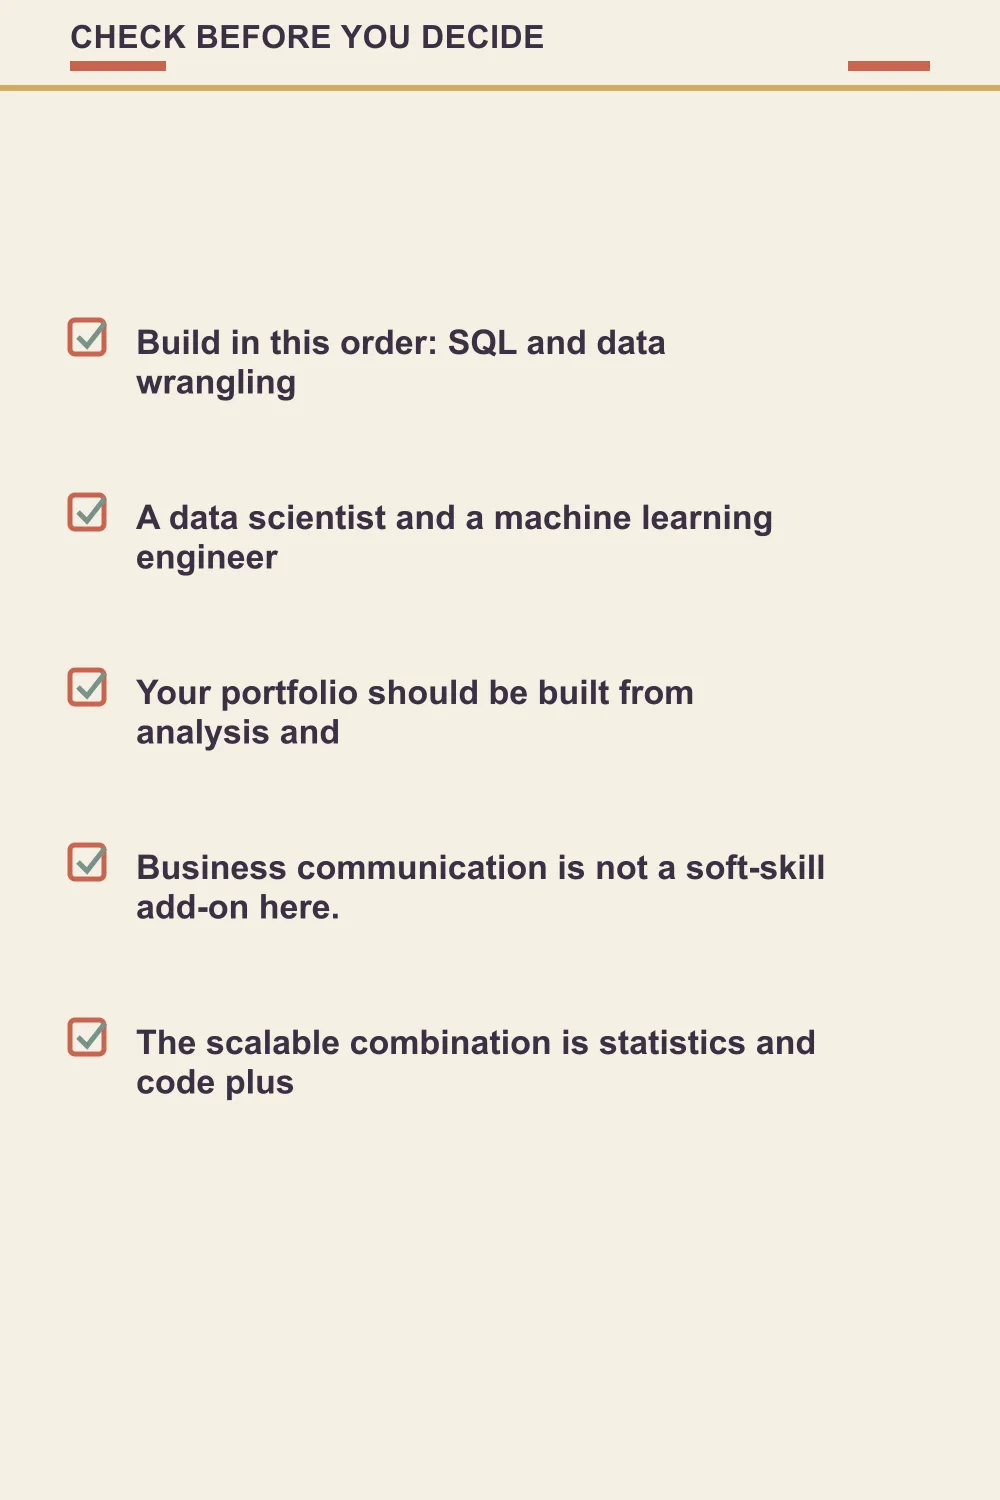 CHECK BEFORE YOU DECIDE
Build in this order: SQL and data
wrangling
A data scientist and a machine learning
engineer
Your portfolio should be built from
analysis and
Business communication is not a soft-skill
add-on here.
The scalable combination is statistics and
code plus